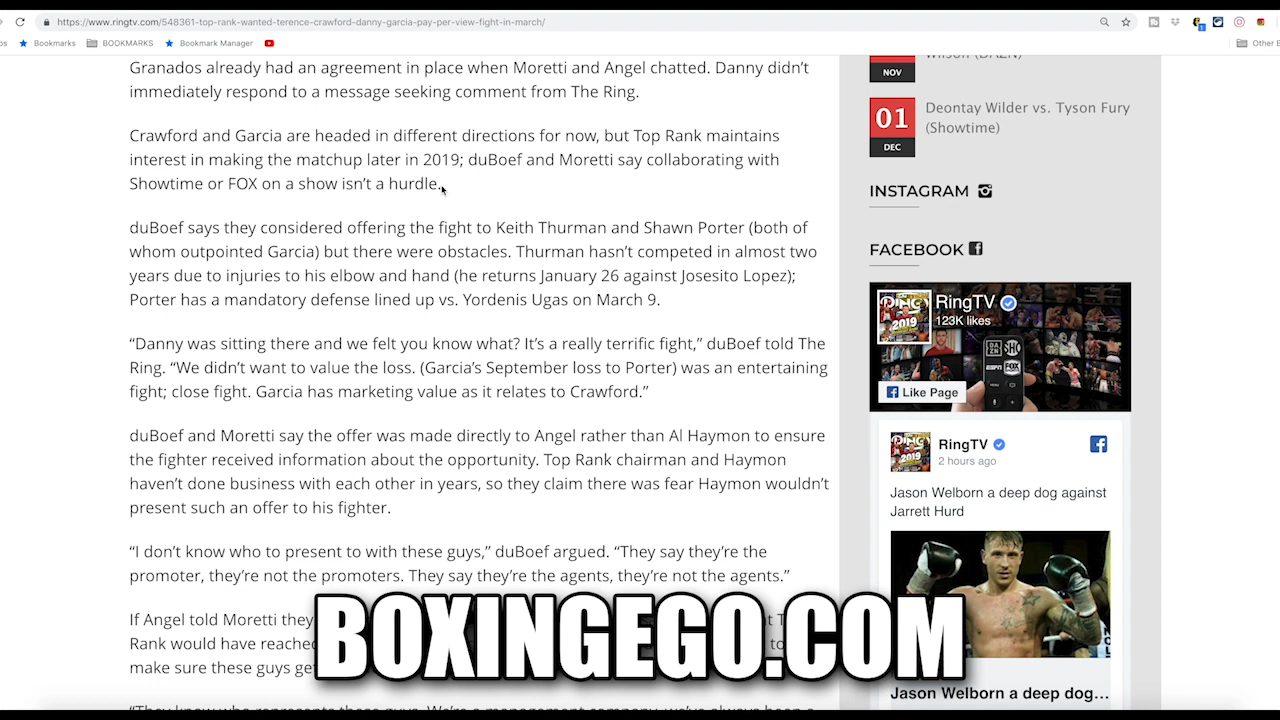 https://www.ringtv.com/548361-top-rank-wanted-terence-crawford-danny-garcia-pay-per-view-fight-in-march/
Bookmarks
BOOKMARKS
Bookmark Manager
Other
Granados already had an agreement in place when Moretti and Angel chatted. Danny didn’t
immediately respond to a message seeking comment from The Ring.
Crawford and Garcia are headed in different directions for now, but Top Rank maintains
interest in making the matchup later in 2019; duBoef and Moretti say collaborating with
Showtime or FOX on a show isn’t a hurdle.
duBoef says they considered offering the fight to Keith Thurman and Shawn Porter (both of
whom outpointed Garcia) but there were obstacles. Thurman hasn’t competed in almost two
years due to injuries to his elbow and hand (he returns January 26 against Josesito Lopez);
Porter has a mandatory defense lined up vs. Yordenis Ugas on March 9.
“Danny was sitting there and we felt you know what? It’s a really terrific fight,” duBoef told The
Ring. “We didn’t want to value the loss. (Garcia’s September loss to Porter) was an entertaining
fight; close fight. Garcia has marketing value as it relates to Crawford.”
duBoef and Moretti say the offer was made directly to Angel rather than Al Haymon to ensure
the fighter received information about the opportunity. Top Rank chairman and Haymon
haven’t done business with each other in years, so they claim there was fear Haymon wouldn’t
present such an offer to his fighter.
“I don’t know who to present to with these guys,” duBoef argued. “They say they’re the
promoter, they’re not the promoters. They say they’re the agents, they’re not the agents.”
If Angel told Moretti they
Rank would have reached
make sure these guys get
BOXINGEGO.COM
NOV
Wilson (DAZN)
01
DEC
Deontay Wilder vs. Tyson Fury
(Showtime)
INSTAGRAM
FACEBOOK
RING
2019
RingTV
123K likes
DAZN
SHO
ESPN
FOX
Like Page
RingTV
2 hours ago
Jason Welborn a deep dog against
Jarrett Hurd
Jason Welborn a deep dog...